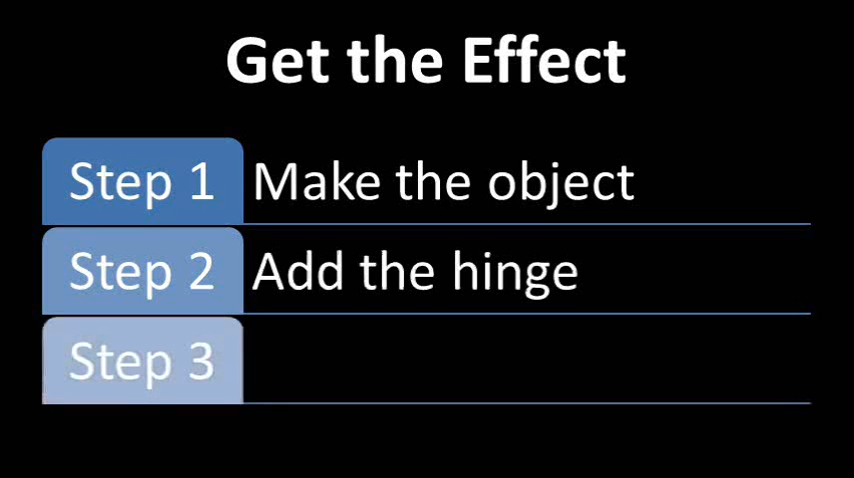 Get the Effect
Step 1 Make the object
Step 2 Add the hinge
Step 3